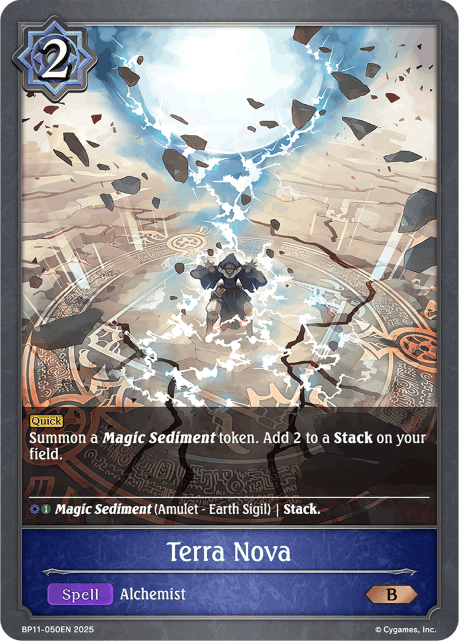 2
Quick
Summon a Magic Sediment token. Add 2 to a Stack on your
field.
1 Magic Sediment (Amulet - Earth Sigil) | Stack.
Terra Nova
Spell Alchemist B
BP11-050EN 2025 © Cygames, Inc.